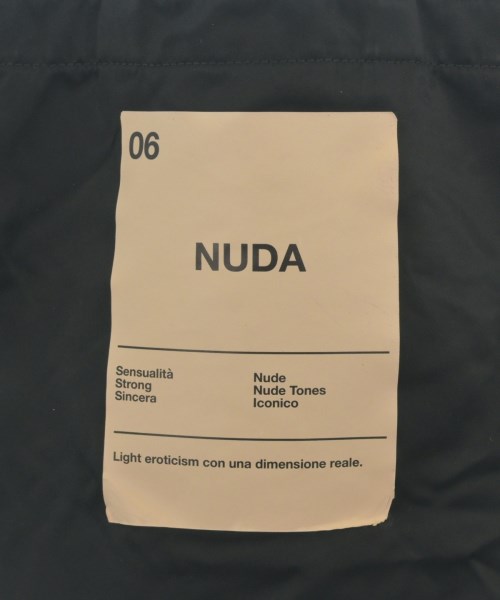 06
NUDA
Sensualità
Strong
Sincera
Nude
Nude Tones
Iconico
Light eroticism con una dimensione reale.